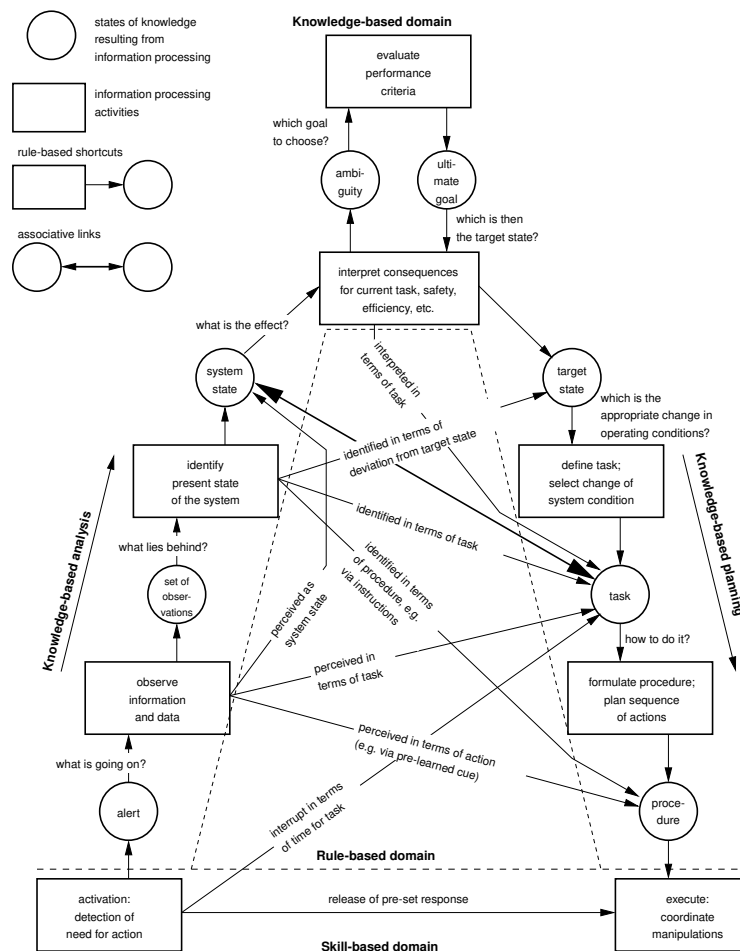 Knowledge-based domain
states of knowledge
resulting from
information processing
information processing
activities
rule-based shortcuts
associative links
evaluate
performance
criteria
which goal
to choose?
ambi-
guity
ulti-
mate
goal
which is then
the target state?
interpret consequences
for current task, safety,
efficiency, etc.
what is the effect?
system
state
interpreted in
terms of task
target
state
which is the
appropriate change in
operating conditions?
identify
present state
of the system
identified in terms of
deviation from target state
define task;
select change of
system condition
Knowledge-based analysis
Knowledge-based planning
what lies behind?
identified in terms of task
set of
obser-
vations
perceived as
system state
identified in terms
of procedure, e.g.
via instructions
task
how to do it?
observe
information
and data
perceived in
terms of task
formulate procedure;
plan sequence
of actions
what is going on?
perceived in terms of action
(e.g. via pre-learned cue)
alert
interrupt in terms
of time for task
proce-
dure
Rule-based domain
activation:
detection of
need for action
release of pre-set response
execute:
coordinate
manipulations
Skill-based domain